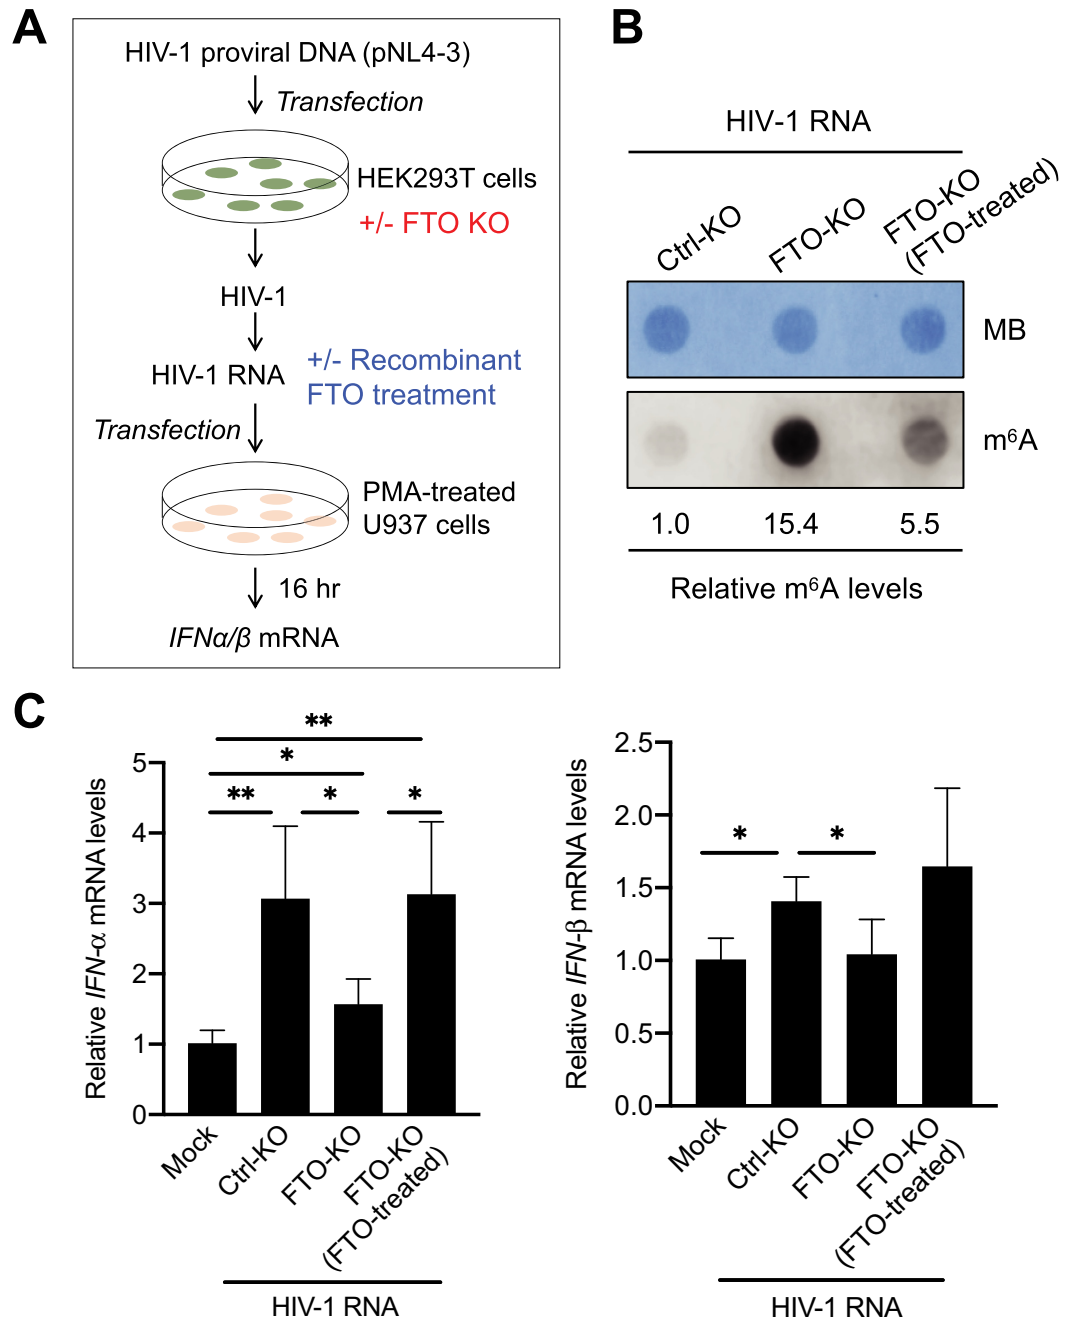 A
HIV-1 proviral DNA (pNL4-3)
Transfection
HEK293T cells
+/- FTO KO
HIV-1
HIV-1 RNA
+/- Recombinant
FTO treatment
Transfection
PMA-treated
U937 cells
16 hr
IFNα/β mRNA
B
HIV-1 RNA
Ctrl-KO
FTO-KO
FTO-KO
(FTO-treated)
MB
m⁶A
1.0 15.4 5.5
Relative m⁶A levels
C
Relative IFN-α mRNA levels
5
4
3
2
1
0
**
*
** * *
Mock
Ctrl-KO
FTO-KO
FTO-KO
(FTO-treated)
HIV-1 RNA
Relative IFN-β mRNA levels
2.5
2.0
1.5
1.0
0.5
0.0
* *
Mock
Ctrl-KO
FTO-KO
FTO-KO
(FTO-treated)
HIV-1 RNA